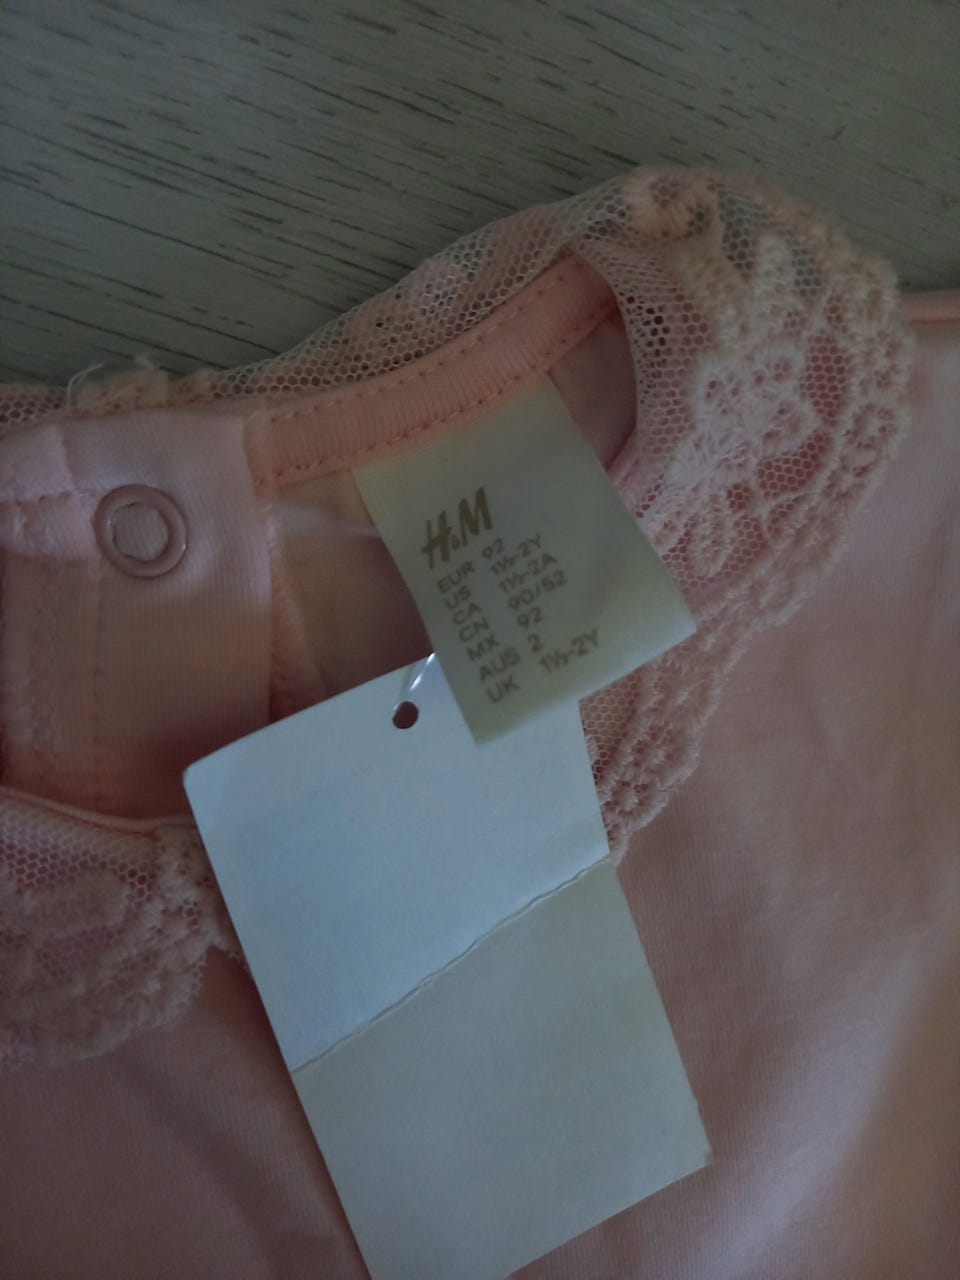 H&M
EUR 92
US 1½-2Y
CA 1½-2A
CN 90/52
MX 92
AUS 2
UK 1½-2Y